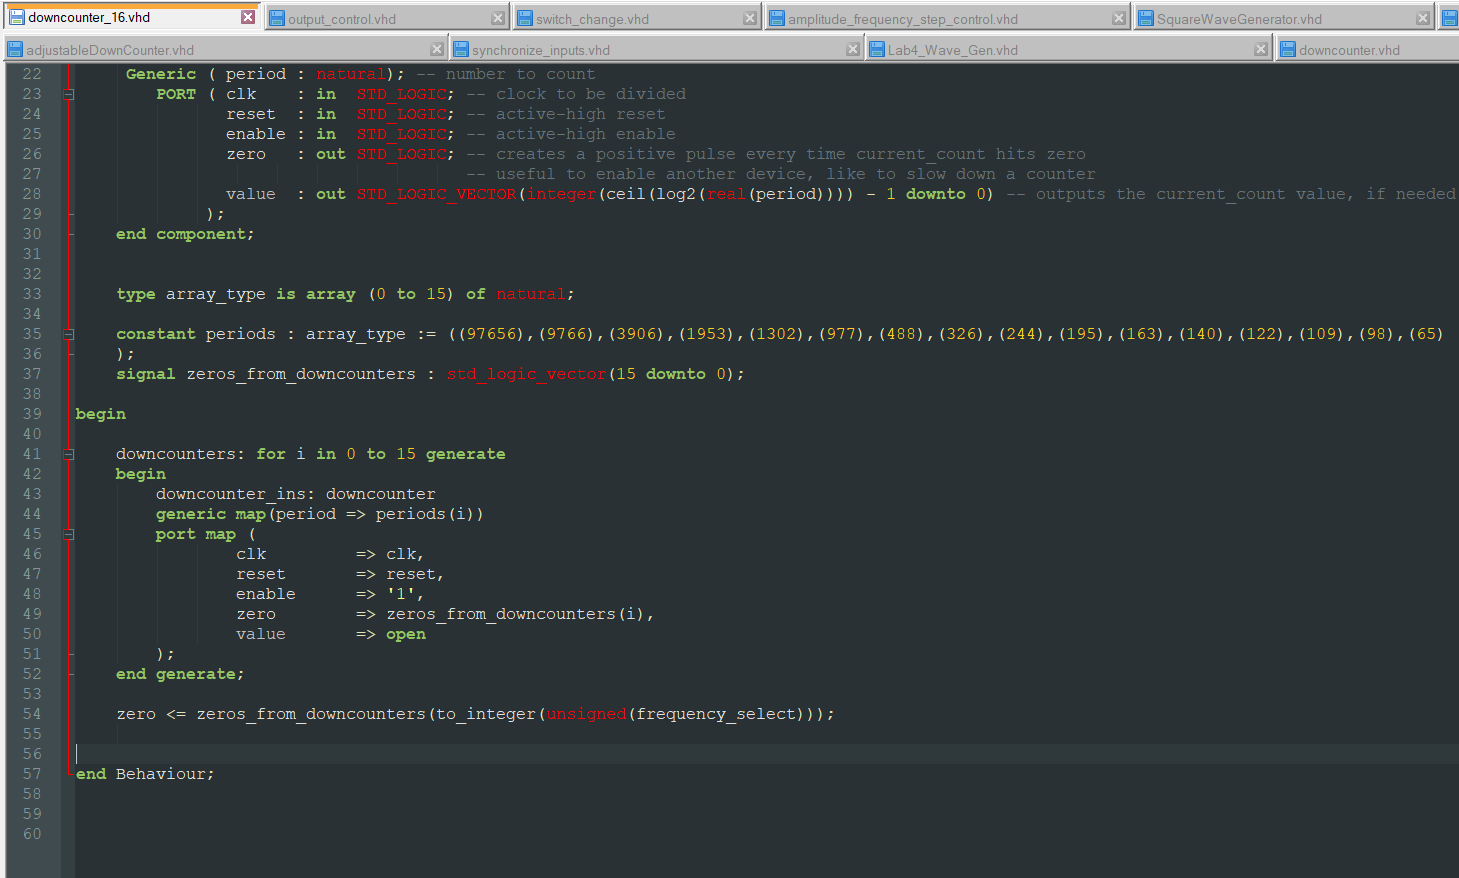 downcounter_16.vhd output_control.vhd switch_change.vhd amplitude_frequency_step_control.vhd SquareWaveGenerator.vhd
adjustableDownCounter.vhd synchronize_inputs.vhd Lab4_Wave_Gen.vhd downcounter.vhd
22 Generic ( period : natural); -- number to count
23 PORT ( clk : in STD_LOGIC; -- clock to be divided
24 reset : in STD_LOGIC; -- active-high reset
25 enable : in STD_LOGIC; -- active-high enable
26 zero : out STD_LOGIC; -- creates a positive pulse every time current_count hits zero
27 -- useful to enable another device, like to slow down a counter
28 value : out STD_LOGIC_VECTOR(integer(ceil(log2(real(period)))) - 1 downto 0) -- outputs the current_count value, if needed
29 );
30 end component;
31
32
33 type array_type is array (0 to 15) of natural;
34
35 constant periods : array_type := ((97656),(9766),(3906),(1953),(1302),(977),(488),(326),(244),(195),(163),(140),(122),(109),(98),(65)
36 );
37 signal zeros_from_downcounters : std_logic_vector(15 downto 0);
38
39 begin
40
41 downcounters: for i in 0 to 15 generate
42 begin
43 downcounter_ins: downcounter
44 generic map(period => periods(i))
45 port map (
46 clk => clk,
47 reset => reset,
48 enable => '1',
49 zero => zeros_from_downcounters(i),
50 value => open
51 );
52 end generate;
53
54 zero <= zeros_from_downcounters(to_integer(unsigned(frequency_select)));
55
56
57 end Behaviour;
58
59
60